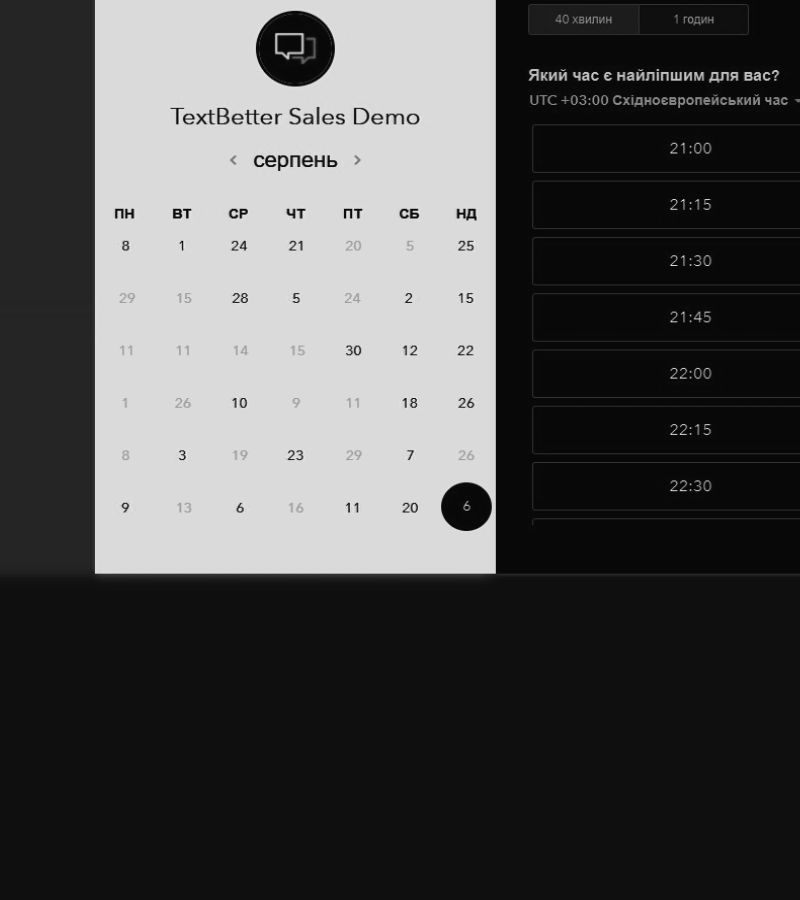 TextBetter Sales Demo
серпень
ПН ВТ СР ЧТ ПТ СБ НД
8 1 24 21 20 5 25
29 15 28 5 24 2 15
11 11 14 15 30 12 22
1 26 10 9 11 18 26
8 3 19 23 29 7 26
9 13 6 16 11 20 6
40 хвилин 1 годин
Який час є найліпшим для вас?
UTC +03:00 Східноєвропейський час
21:00
21:15
21:30
21:45
22:00
22:15
22:30